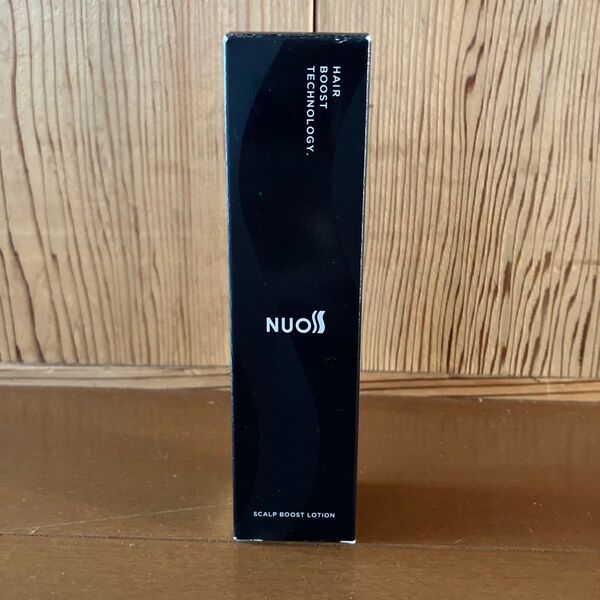 HAIR
BOOST
TECHNOLOGY.
NUOSS
SCALP BOOST LOTION